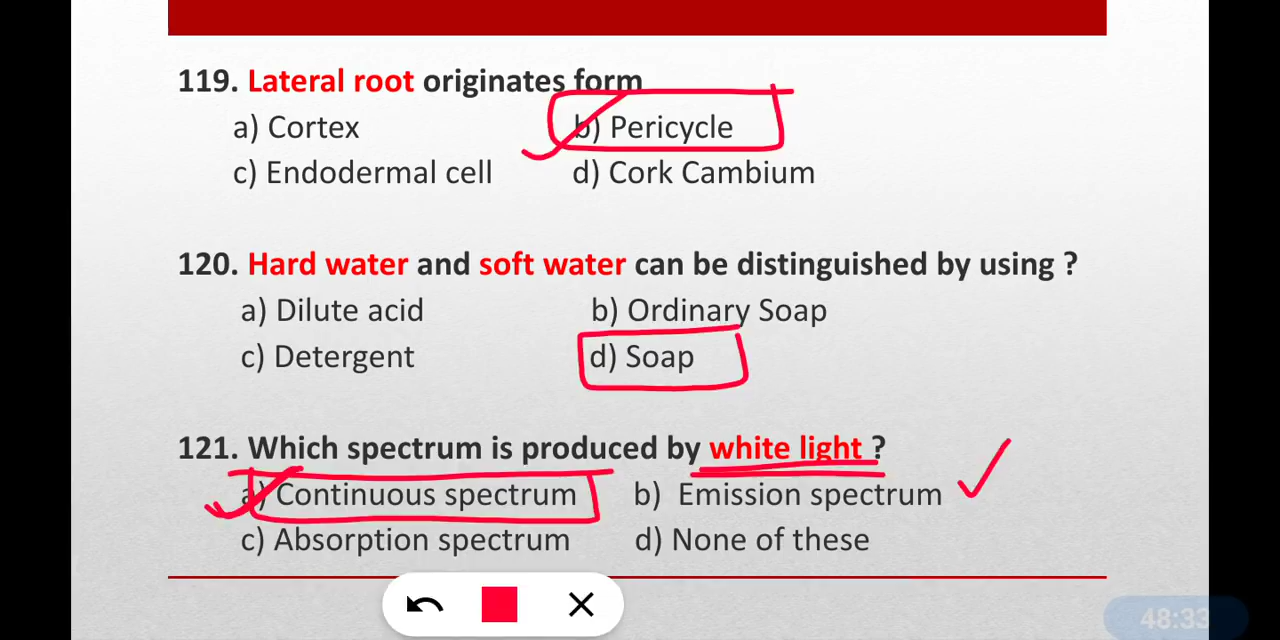 119. Lateral root originates form
a) Cortex b) Pericycle
c) Endodermal cell d) Cork Cambium
120. Hard water and soft water can be distinguished by using ?
a) Dilute acid b) Ordinary Soap
c) Detergent d) Soap
121. Which spectrum is produced by white light ?
a) Continuous spectrum b) Emission spectrum
c) Absorption spectrum d) None of these
48:33